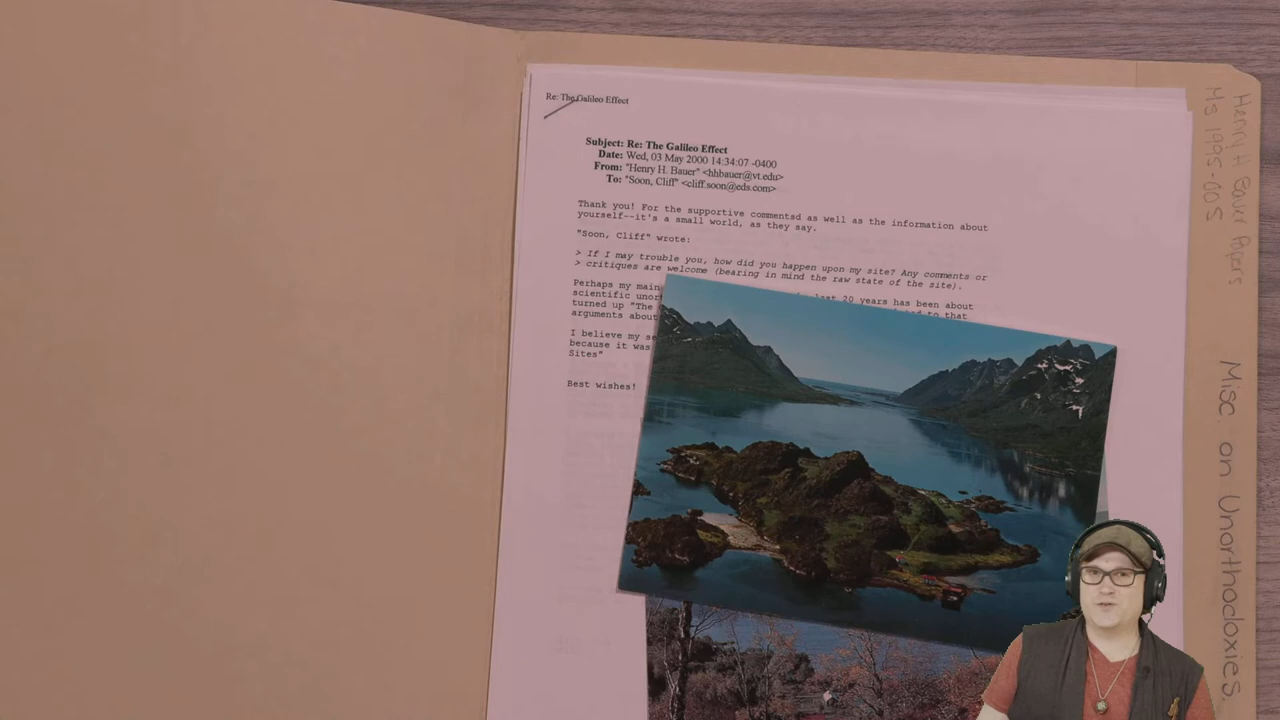 Re: The Galileo Effect
Subject: Re: The Galileo Effect
Date: Wed, 03 May 2000 14:34:07 -0400
From: "Henry H. Bauer" <hhbauer@vt.edu>
To: "Soon, Cliff" <cliff.soon@eds.com>
Thank you! For the supportive commentsd as well as the information about
yourself--it's a small world, as they say.
"Soon, Cliff" wrote:
> If I may trouble you, how did you happen upon my site? Any comments or
> critiques are welcome (bearing in mind the raw state of the site).
Perhaps my main last 20 years has been about
scientific to that
turned up "The
arguments about
I believe my
because it was
Sites"
Best wishes!
Henry H Bauer Papers
Ms 1995-005
Misc. on Unorthodoxies.